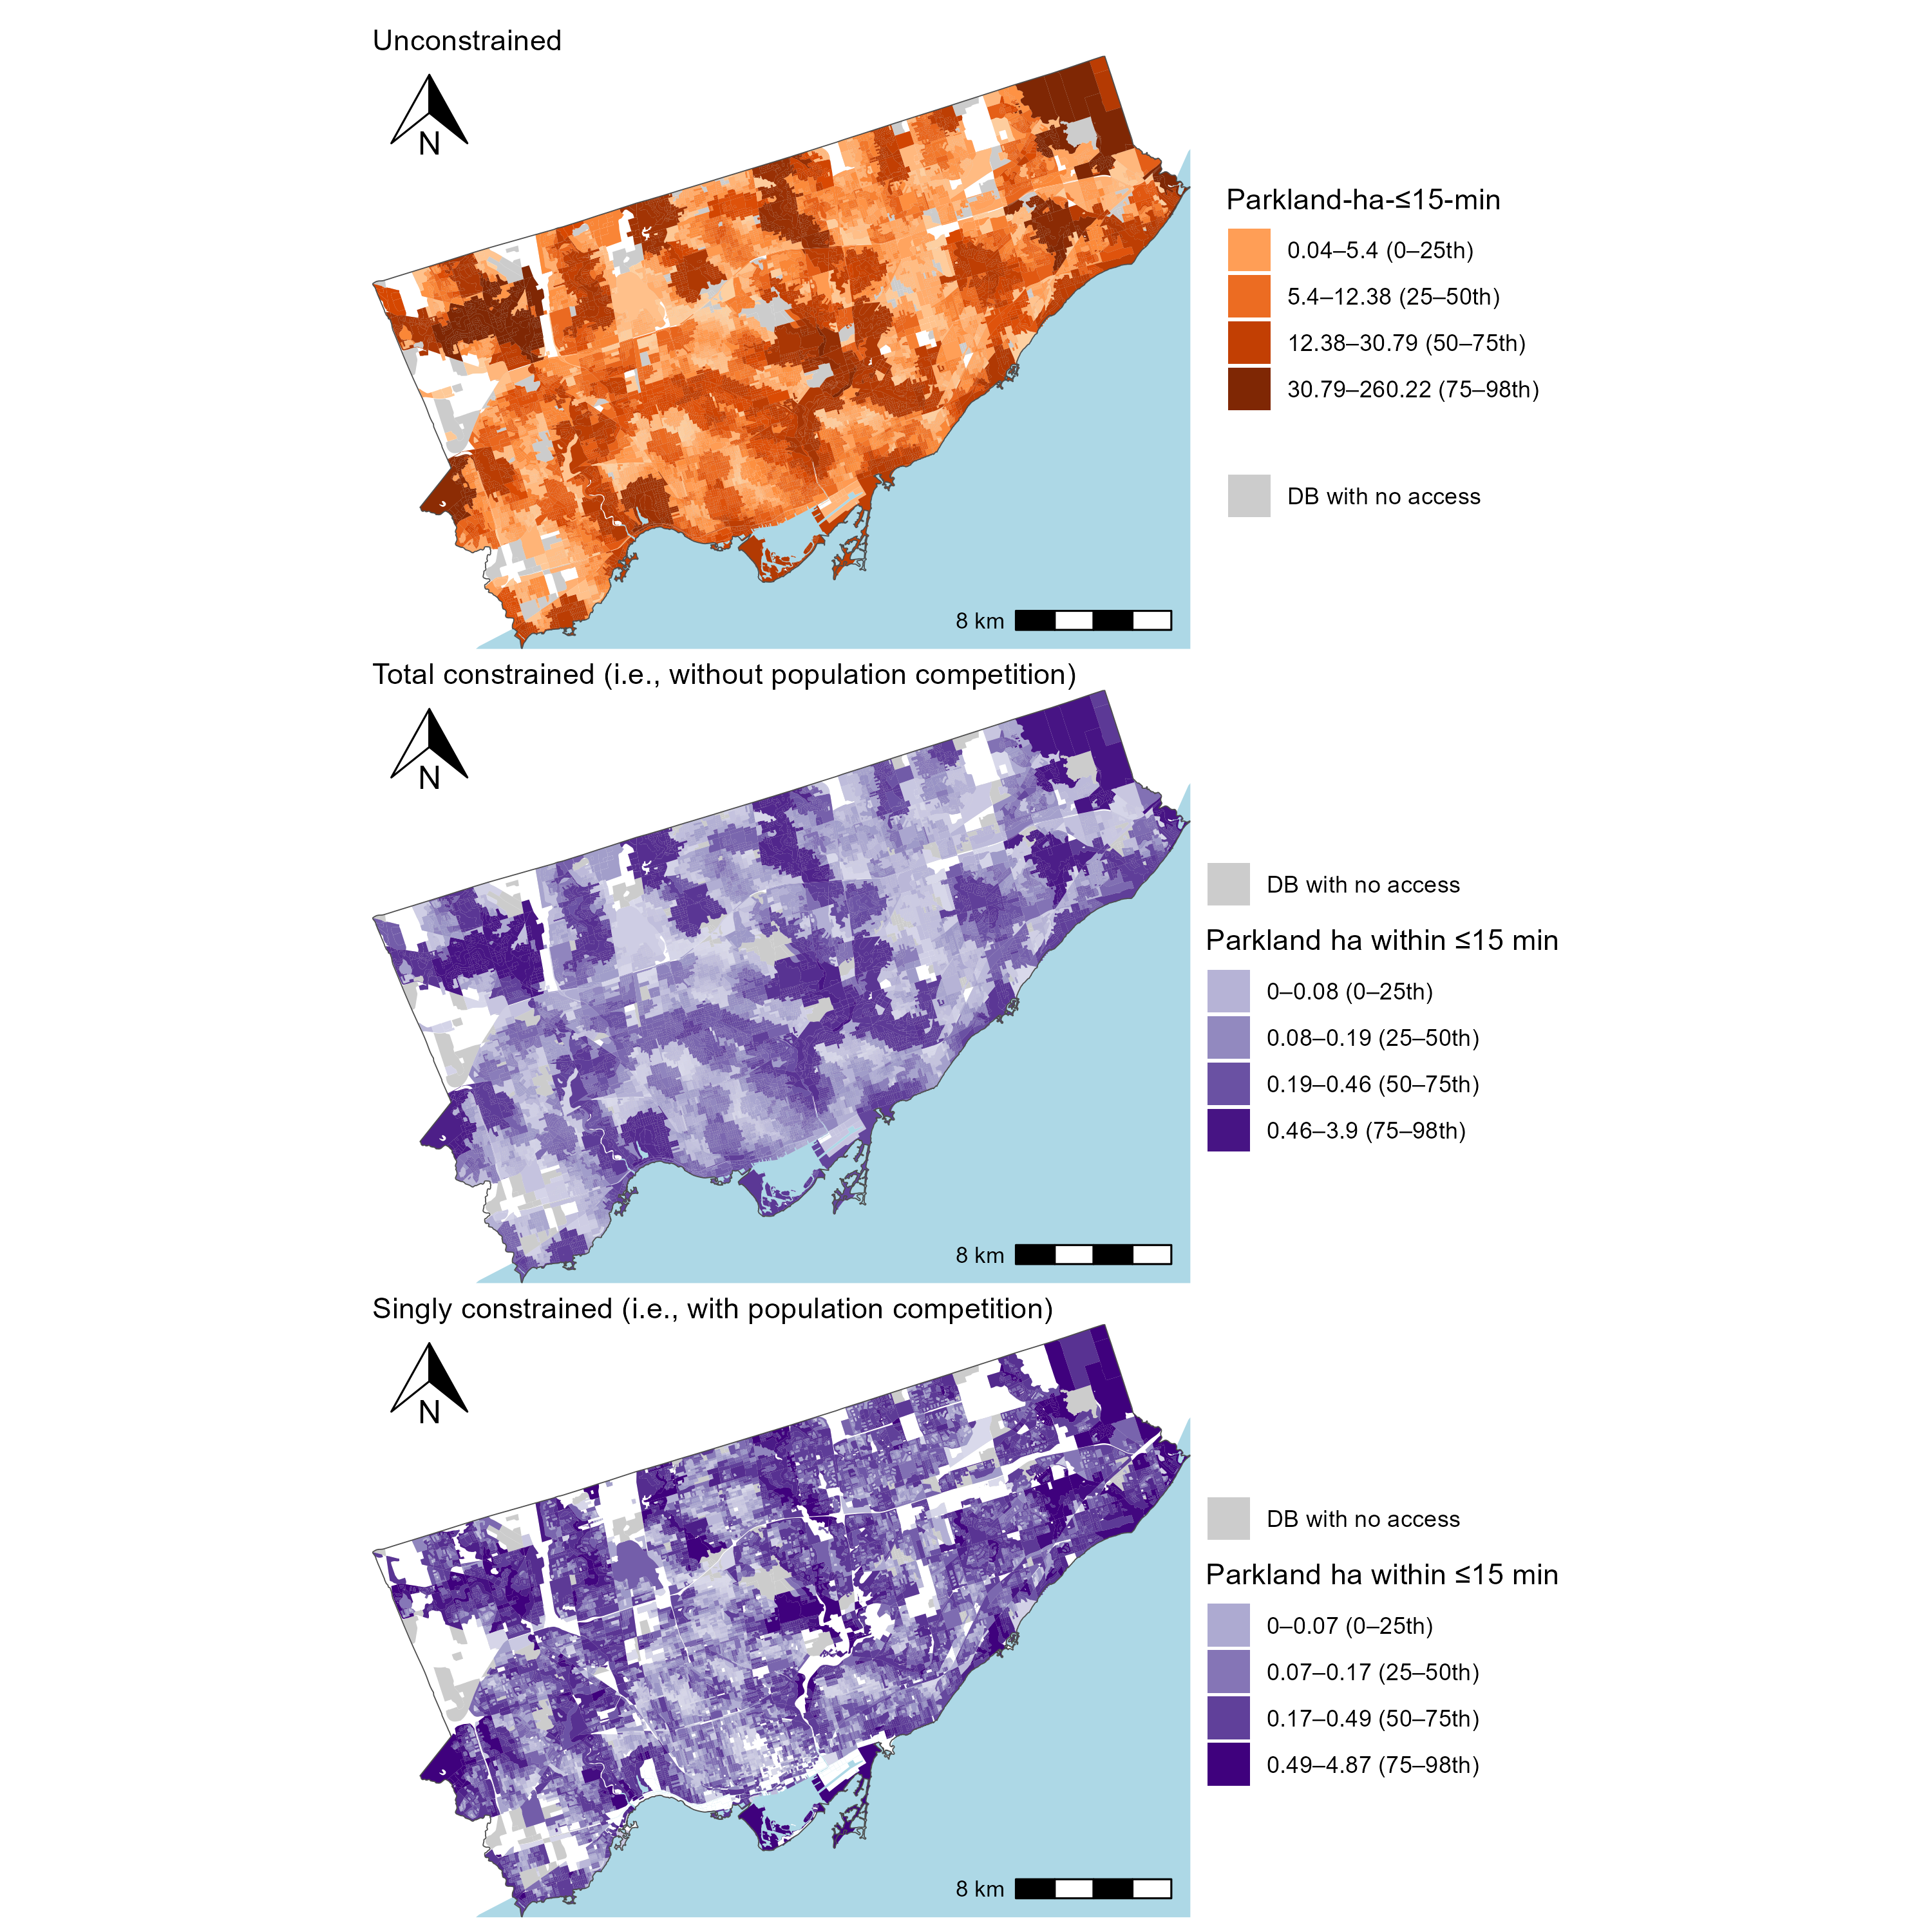 Unconstrained
N
Parkland-ha-≤15-min
0.04–5.4 (0–25th)
5.4–12.38 (25–50th)
12.38–30.79 (50–75th)
30.79–260.22 (75–98th)
DB with no access
8 km
Total constrained (i.e., without population competition)
N
DB with no access
Parkland ha within ≤15 min
0–0.08 (0–25th)
0.08–0.19 (25–50th)
0.19–0.46 (50–75th)
0.46–3.9 (75–98th)
8 km
Singly constrained (i.e., with population competition)
N
DB with no access
Parkland ha within ≤15 min
0–0.07 (0–25th)
0.07–0.17 (25–50th)
0.17–0.49 (50–75th)
0.49–4.87 (75–98th)
8 km